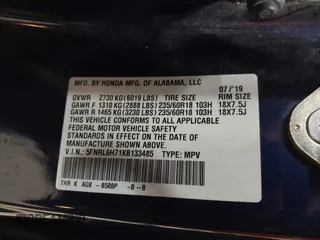 MFD. BY HONDA MFG. OF ALABAMA, LLC 07/'19
GVWR 2730 KG(6019 LBS) TIRE SIZE RIM SIZE
GAWR F 1310 KG(2888 LBS) 235/60R18 103H 18X7.5J
GAWR R 1465 KG(3230 LBS) 235/60R18 103H 18X7.5J
THIS VEHICLE CONFORMS TO ALL APPLICABLE
FEDERAL MOTOR VEHICLE SAFETY
STANDARDS IN EFFECT ON THE DATE OF
MANUFACTURE SHOWN ABOVE.
V.I.N: 5FNRL6H71KB133485 TYPE: MPV
THR K AGB -B588P -B-B